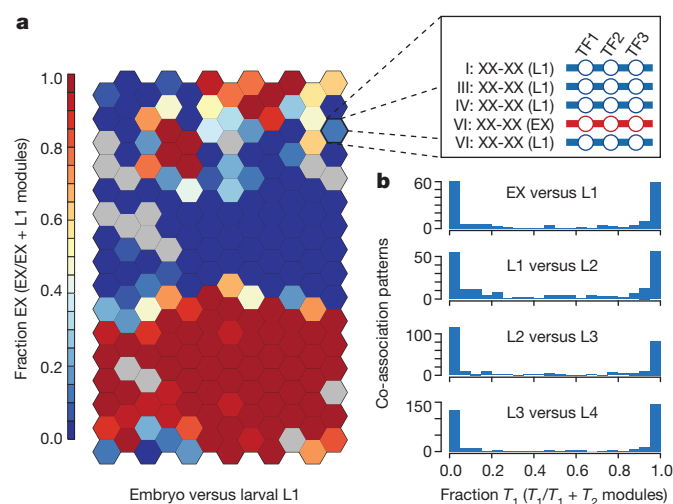 a
1.0
0.8
0.6
0.4
0.2
0.0
Fraction EX (EX/EX + L1 modules)
Embryo versus larval L1
TF1 TF2 TF3
I: XX-XX (L1)
III: XX-XX (L1)
IV: XX-XX (L1)
VI: XX-XX (EX)
VI: XX-XX (L1)
b
Co-association patterns
60
0
EX versus L1
50
0
L1 versus L2
100
0
L2 versus L3
150
0
L3 versus L4
0.0 0.2 0.4 0.6 0.8 1.0
Fraction T1 (T1/T1 + T2 modules)